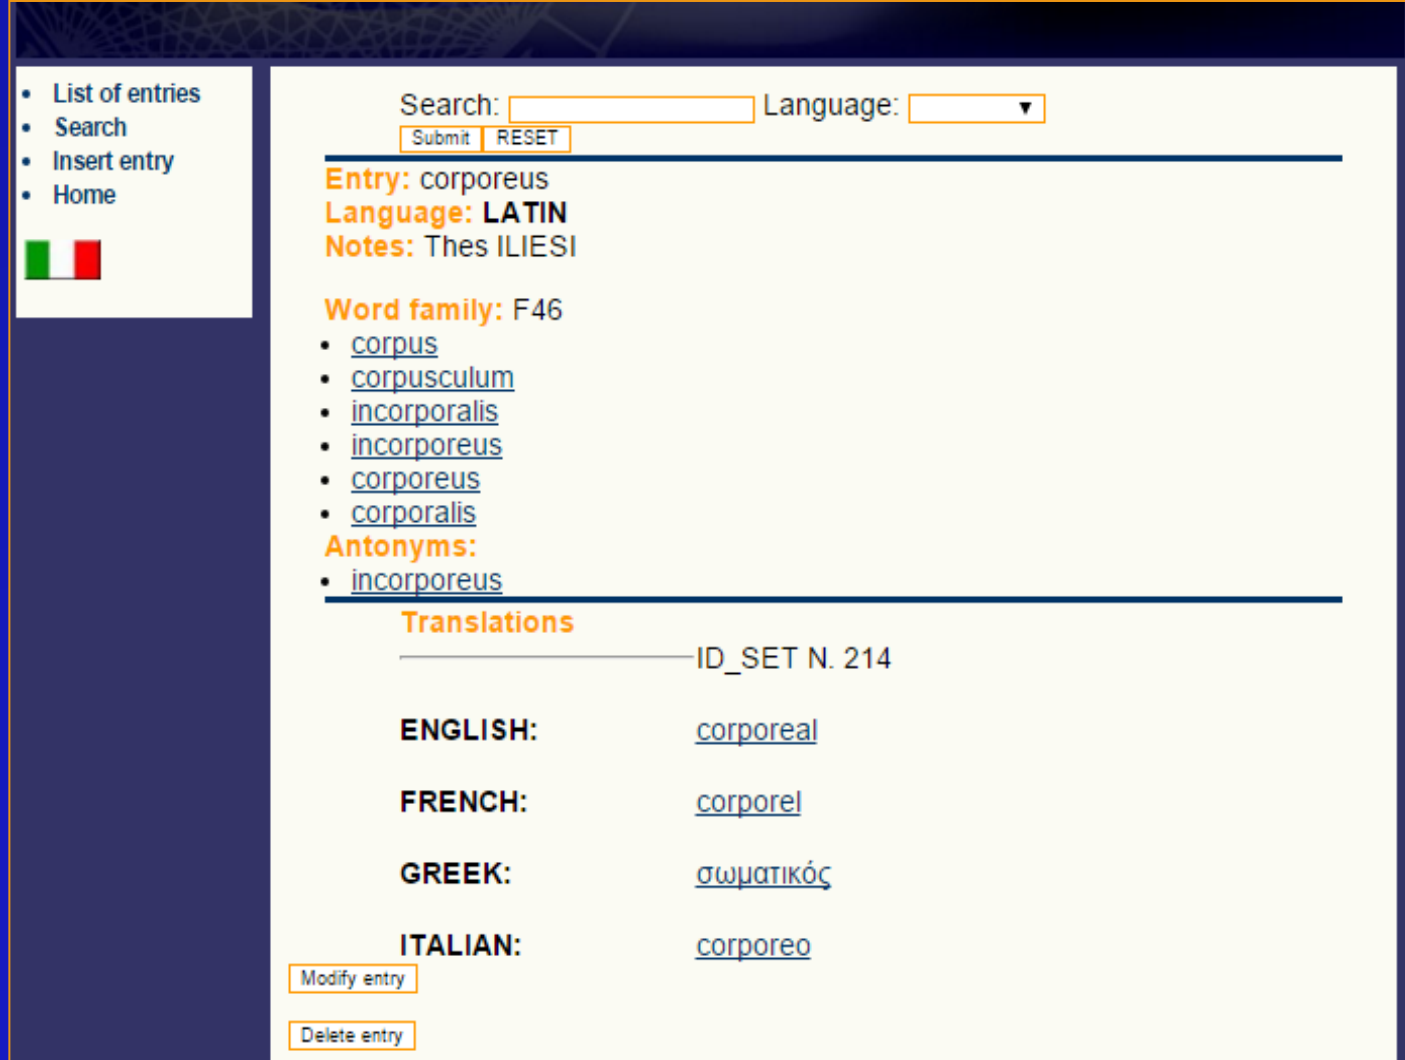 List of entries
Search
Insert entry
Home
Search: Language:
Submit RESET
Entry: corporeus
Language: LATIN
Notes: Thes ILIESI
Word family: F46
corpus
corpusculum
incorporalis
incorporeus
corporeus
corporalis
Antonyms:
incorporeus
Translations
ID_SET N. 214
ENGLISH: corporeal
FRENCH: corporel
GREEK: σωματικός
ITALIAN: corporeo
Modify entry
Delete entry